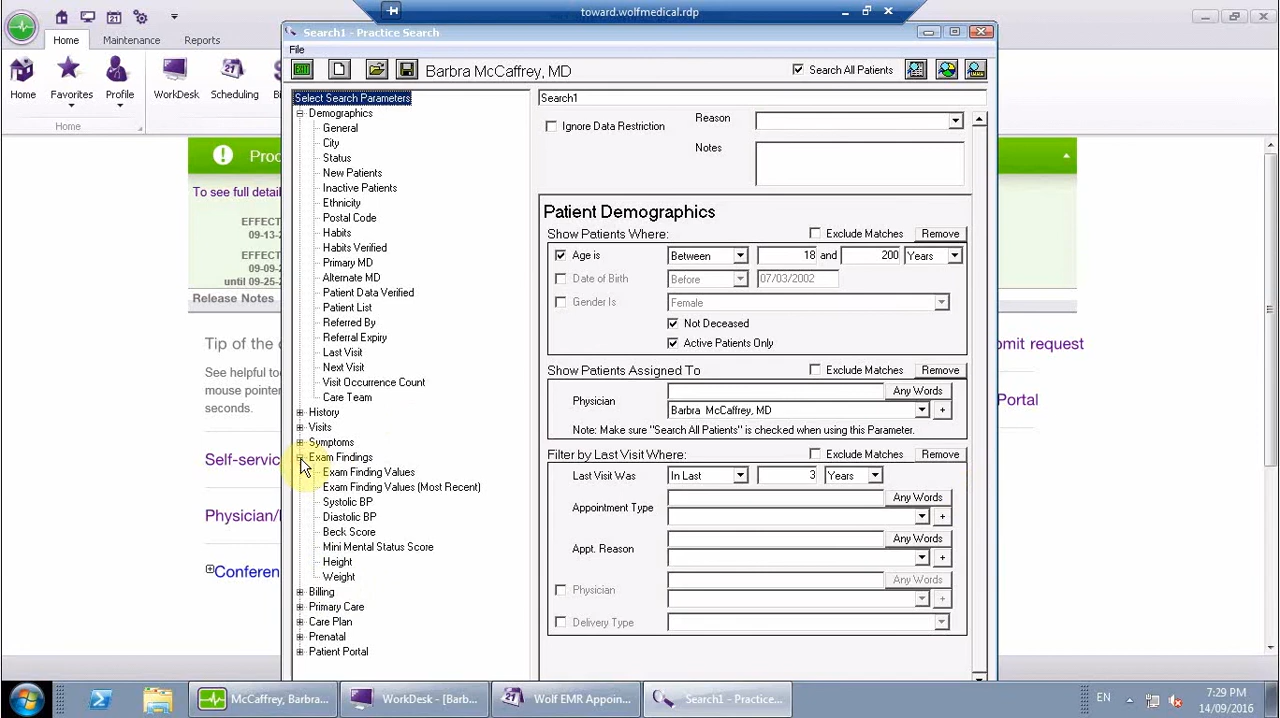 toward.wolfmedical.rdp
Home
Maintenance
Reports
Home
Favorites
Profile
WorkDesk
Scheduling
Home
Search1 - Practice Search
File
EXIT
Barbra McCaffrey, MD
Search All Patients
Select Search Parameters
Demographics
General
City
Status
New Patients
Inactive Patients
Ethnicity
Postal Code
Habits
Habits Verified
Primary MD
Alternate MD
Patient Data Verified
Patient List
Referred By
Referral Expiry
Last Visit
Next Visit
Visit Occurrence Count
Care Team
History
Visits
Symptoms
Exam Findings
Exam Finding Values
Exam Finding Values (Most Recent)
Systolic BP
Diastolic BP
Beck Score
Mini Mental Status Score
Height
Weight
Billing
Primary Care
Care Plan
Prenatal
Patient Portal
Search1
Ignore Data Restriction
Reason
Notes
Patient Demographics
Show Patients Where:
Exclude Matches
Remove
Age is
Between
18 and
200
Years
Date of Birth
Before
07/03/2002
Gender Is
Female
Not Deceased
Active Patients Only
Show Patients Assigned To
Exclude Matches
Remove
Any Words
Physician
Barbra McCaffrey, MD
+
Note: Make sure "Search All Patients" is checked when using this Parameter.
Filter by Last Visit Where:
Exclude Matches
Remove
Last Visit Was
In Last
3
Years
Any Words
Appointment Type
+
Any Words
Appt. Reason
+
Any Words
Physician
+
Delivery Type
Proc
To see full detai
EFFECT
09-13-2
EFFECT
09-09-2
until 09-25-2
Release Notes
Tip of the d
See helpful to
mouse pointer
seconds.
Self-servic
Physician/
Conferen
mit request
Portal
McCaffrey, Barbra...
WorkDesk - [Barb...
Wolf EMR Appoin...
Search1 - Practice...
EN
7:29 PM
14/09/2016